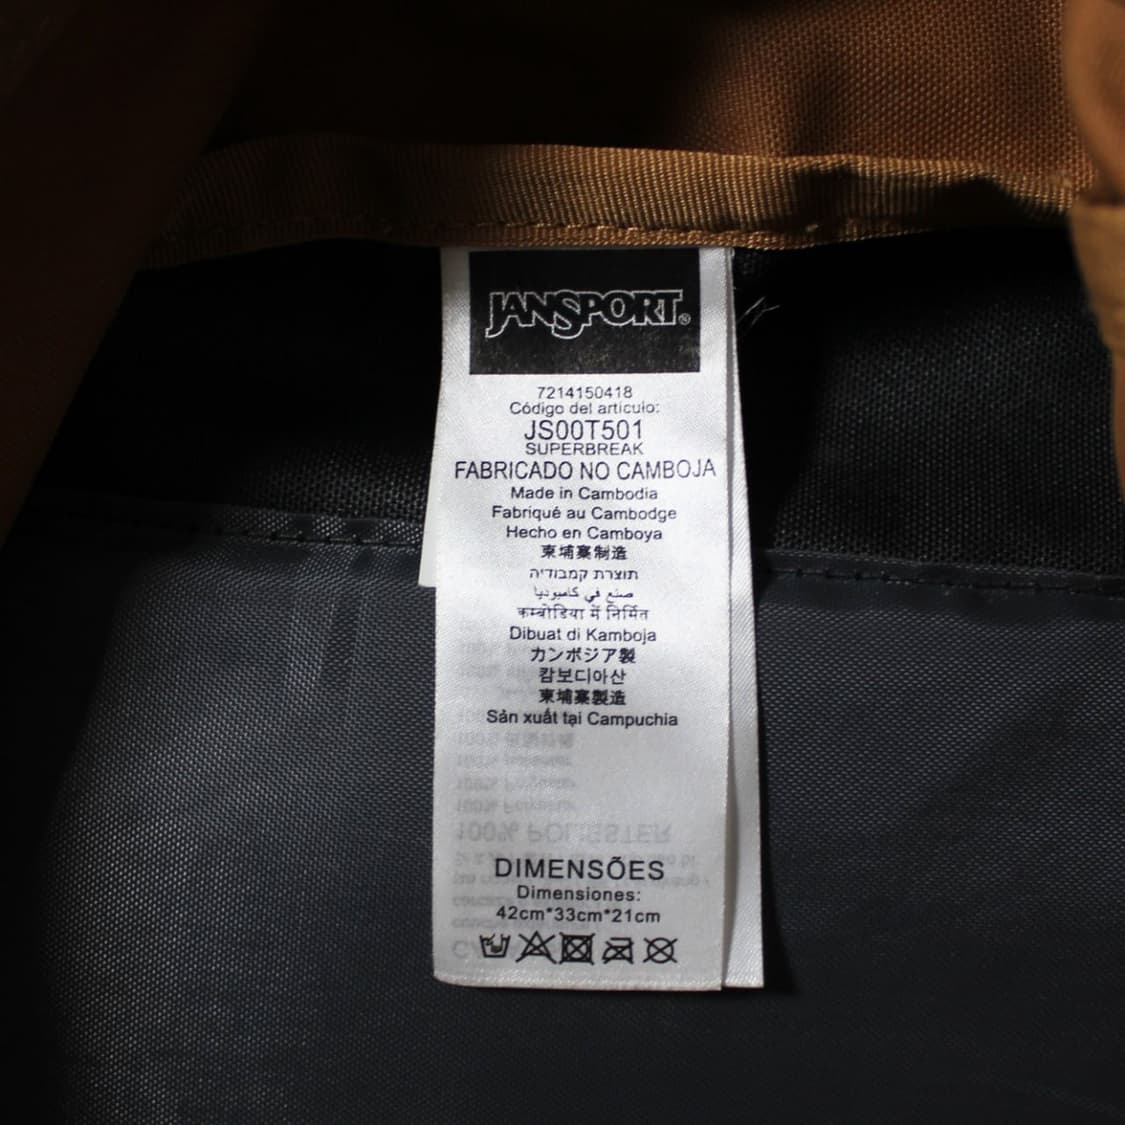 JANSPORT®
7214150418
Código del artículo:
JS00T501
SUPERBREAK
FABRICADO NO CAMBOJA
Made in Cambodia
Fabriqué au Cambodge
Hecho en Camboya
柬埔寨制造
תוצרת קמבודיה
صنع في كامبوديا
कम्बोडिया में निर्मित
Dibuat di Kamboja
カンボジア製
캄보디아산
柬埔寨製造
Sản xuất tại Campuchia
DIMENSÕES
Dimensiones:
42cm*33cm*21cm